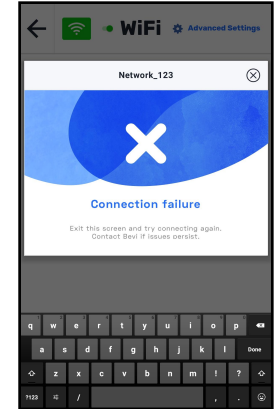 WiFi Advanced Settings
Network_123
Connection failure
Exit this screen and try connecting again.
Contact Bevi if issues persist.
q w e r t y u i o p
a s d f g h j k l Done
z x c v b n m ! ?
?123 / , .